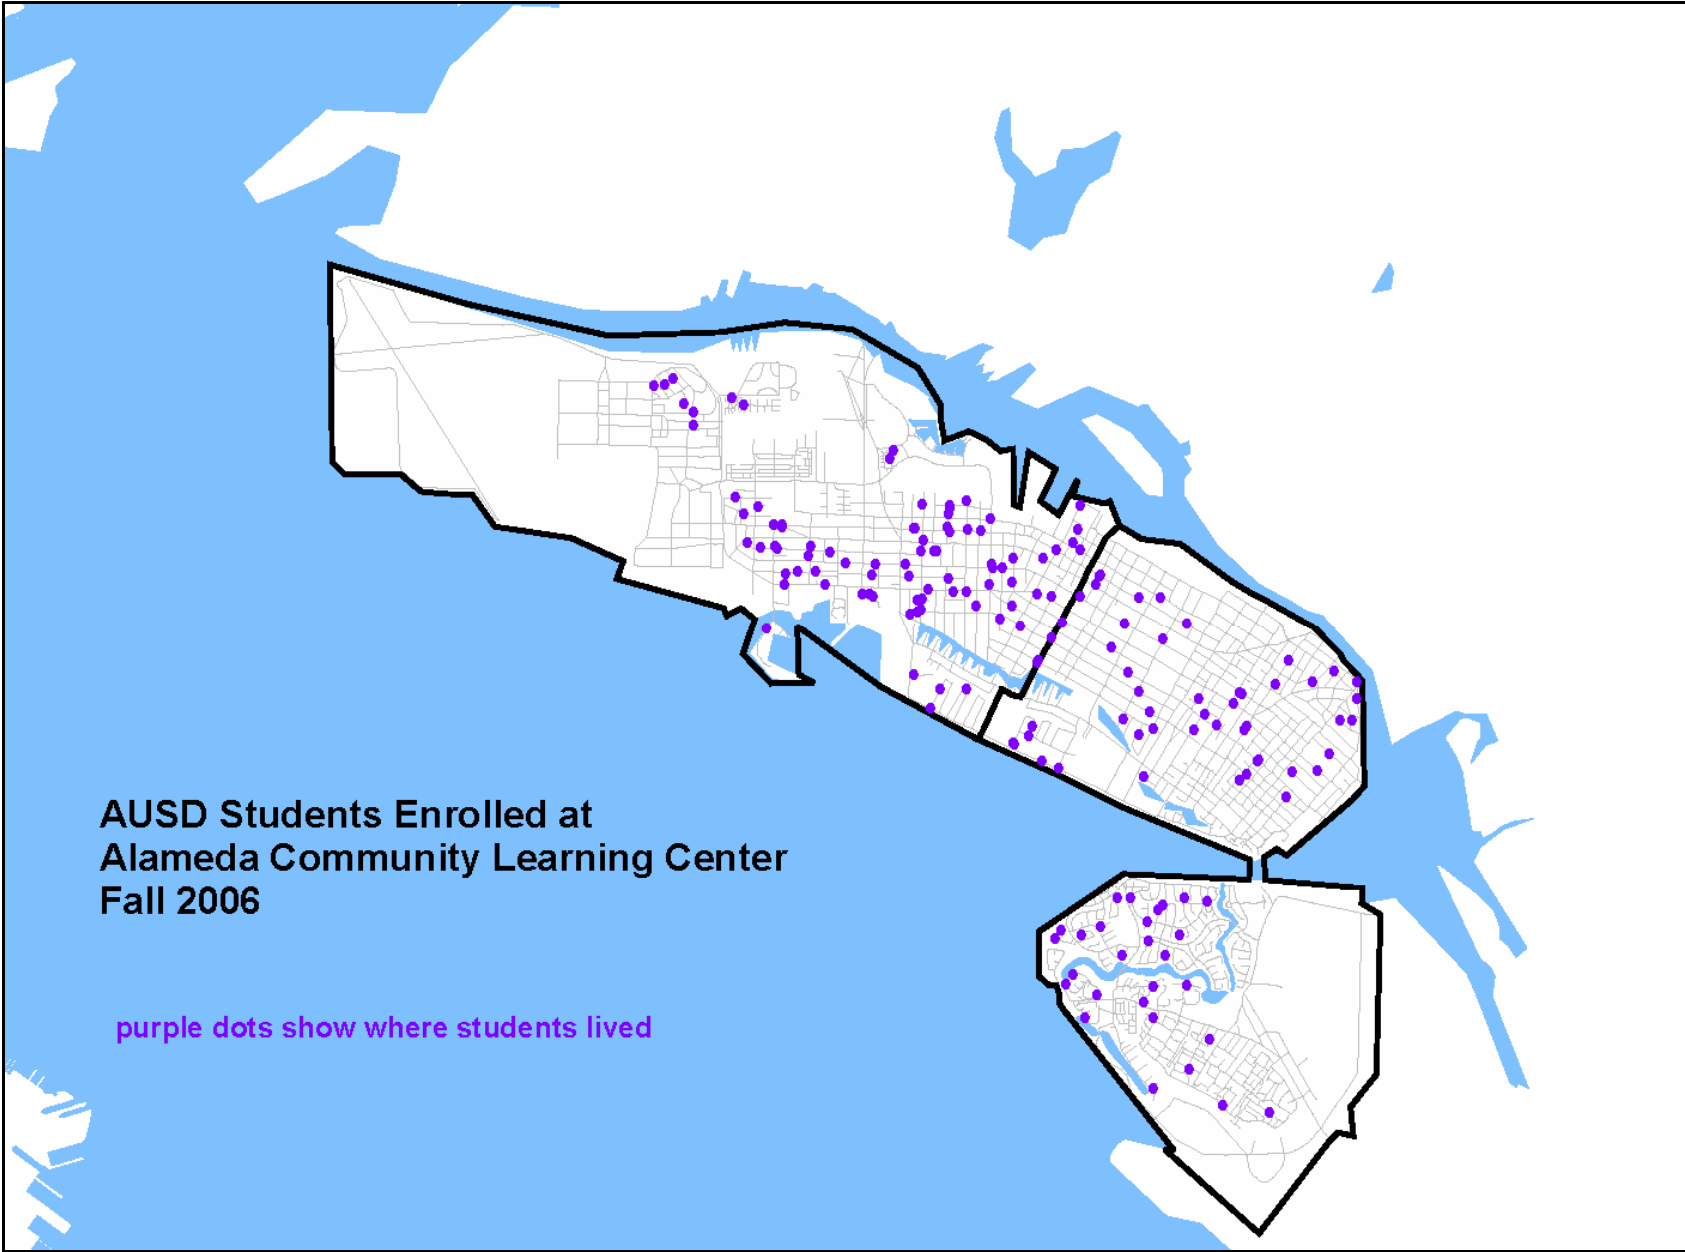 AUSD Students Enrolled at
Alameda Community Learning Center
Fall 2006
purple dots show where students lived